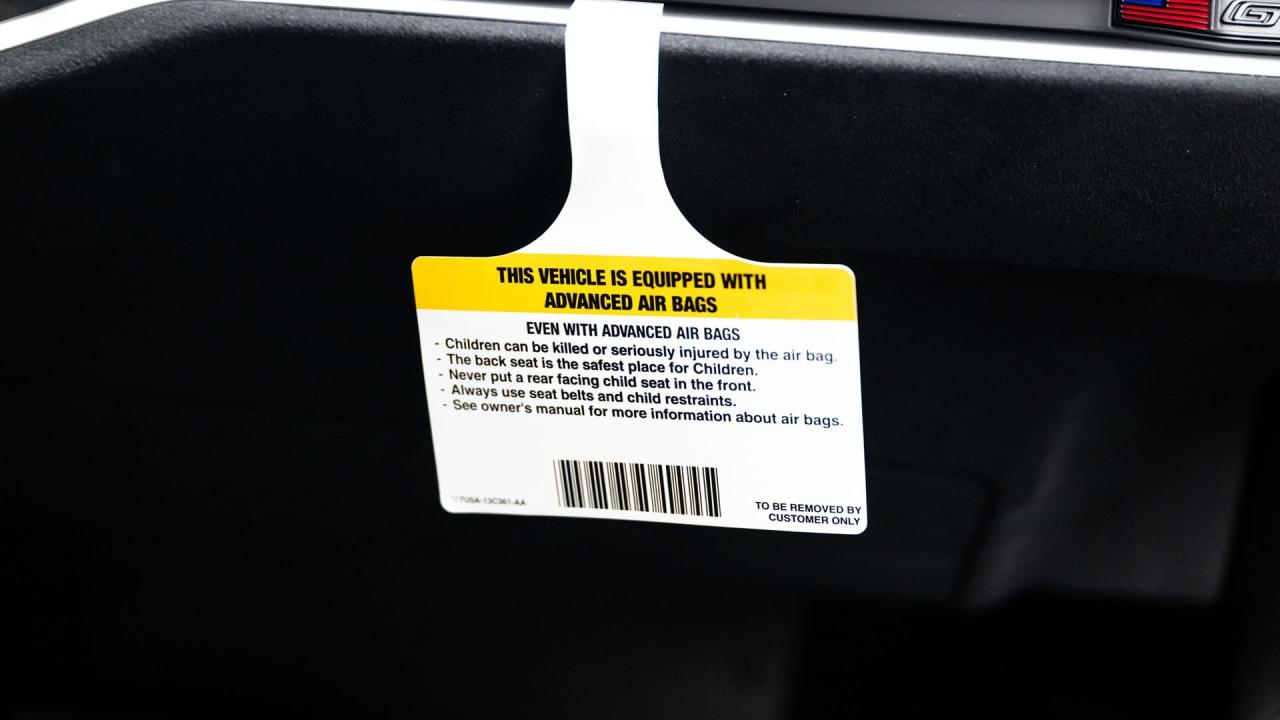 GT
THIS VEHICLE IS EQUIPPED WITH
ADVANCED AIR BAGS
EVEN WITH ADVANCED AIR BAGS
- Children can be killed or seriously injured by the air bag.
- The back seat is the safest place for Children.
- Never put a rear facing child seat in the front.
- Always use seat belts and child restraints.
- See owner's manual for more information about air bags.
TO BE REMOVED BY
CUSTOMER ONLY